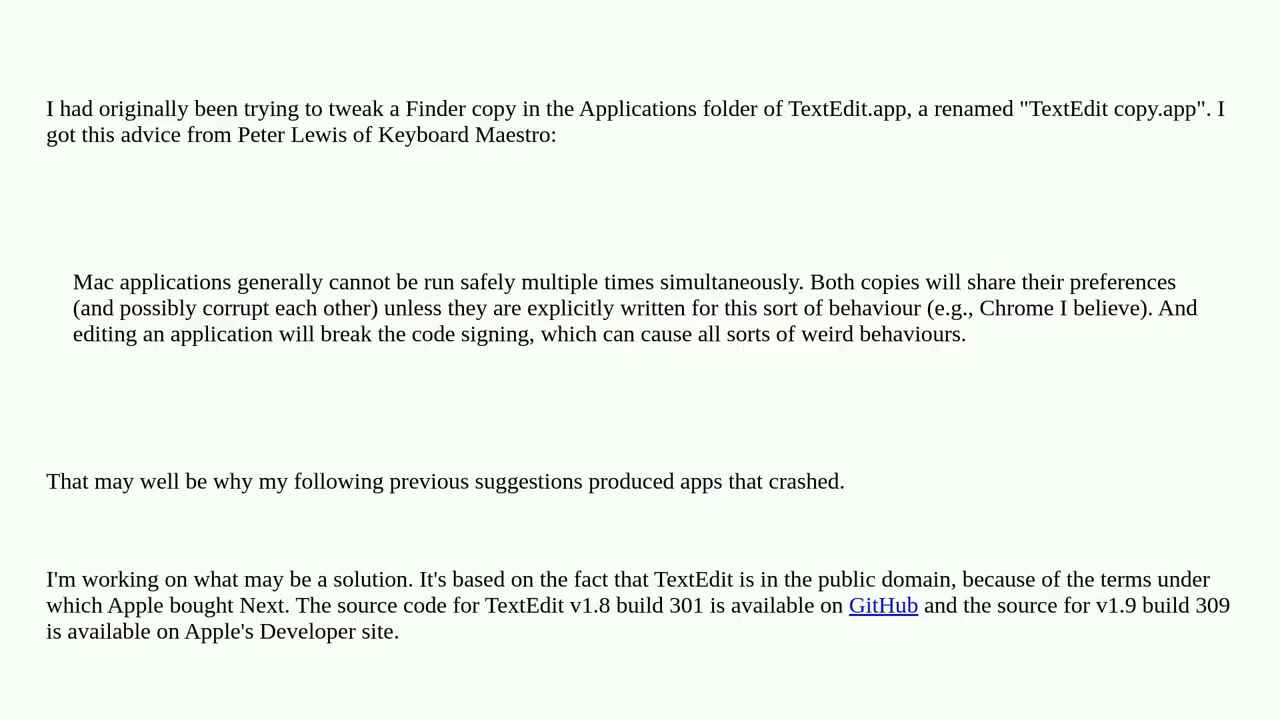 I had originally been trying to tweak a Finder copy in the Applications folder of TextEdit.app, a renamed "TextEdit copy.app". I
got this advice from Peter Lewis of Keyboard Maestro:
Mac applications generally cannot be run safely multiple times simultaneously. Both copies will share their preferences
(and possibly corrupt each other) unless they are explicitly written for this sort of behaviour (e.g., Chrome I believe). And
editing an application will break the code signing, which can cause all sorts of weird behaviours.
That may well be why my following previous suggestions produced apps that crashed.
I'm working on what may be a solution. It's based on the fact that TextEdit is in the public domain, because of the terms under
which Apple bought Next. The source code for TextEdit v1.8 build 301 is available on GitHub and the source for v1.9 build 309
is available on Apple's Developer site.